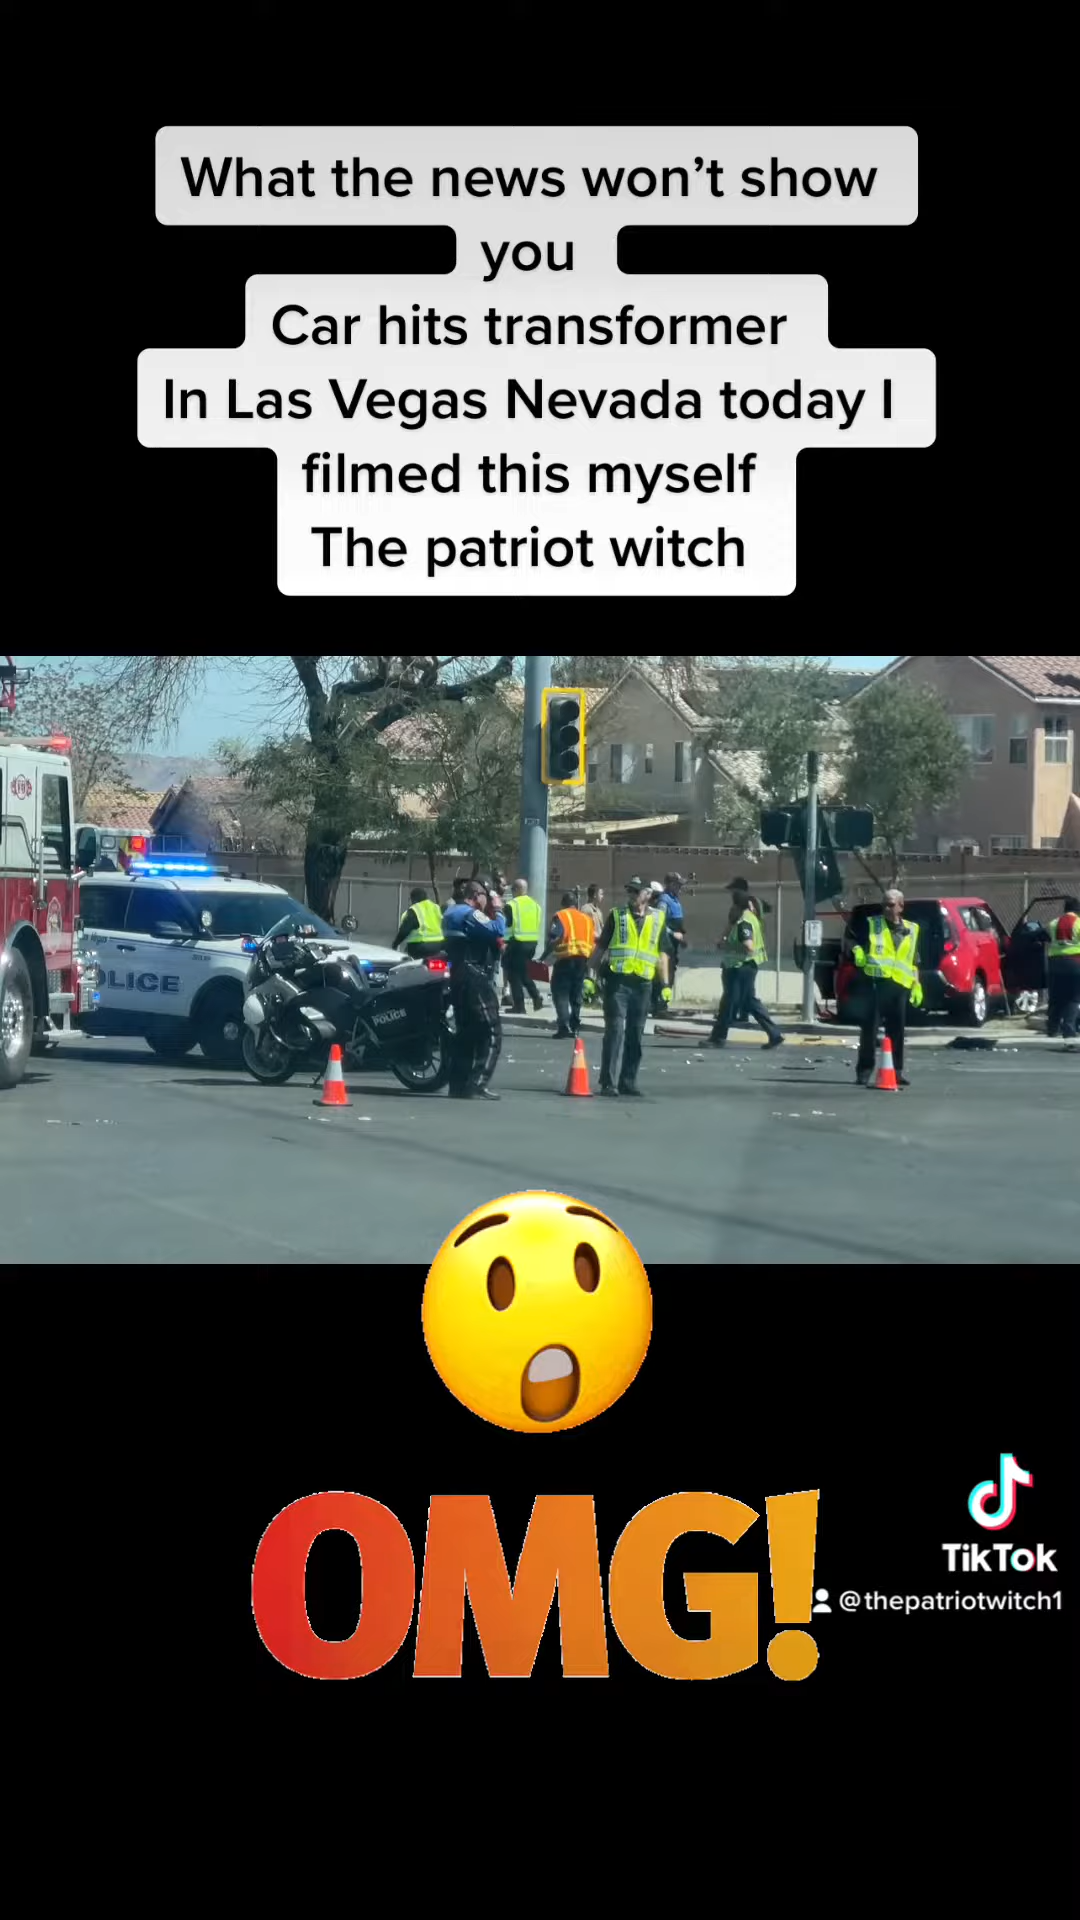 What the news won't show
you
Car hits transformer
In Las Vegas Nevada today I
filmed this myself
The patriot witch
POLICE
POLICE
OMG!
TikTok
@thepatriotwitch1